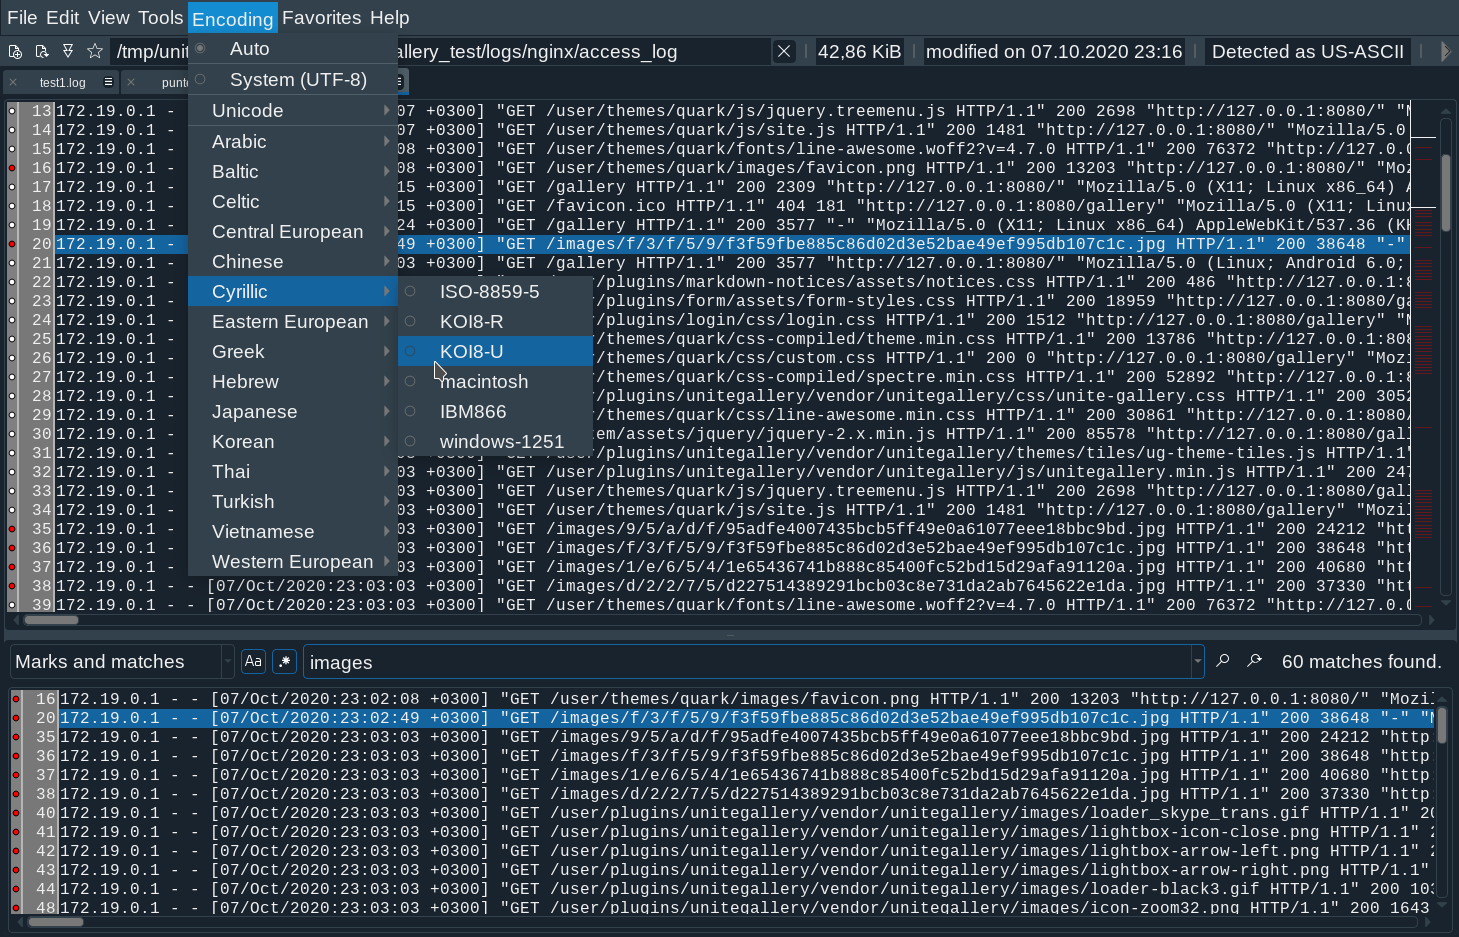 File Edit View Tools Encoding Favorites Help
/tmp/unit
allery_test/logs/nginx/access_log
42,86 KiB
modified on 07.10.2020 23:16
Detected as US-ASCII
test1.log
Auto
System (UTF-8)
Unicode
Arabic
Baltic
Celtic
Central European
Chinese
Cyrillic
Eastern European
Greek
Hebrew
Japanese
Korean
Thai
Turkish
Vietnamese
Western European
ISO-8859-5
KOI8-R
KOI8-U
macintosh
IBM866
windows-1251
13 172.19.0.1 - 07 +0300] "GET /user/themes/quark/js/jquery.treemenu.js HTTP/1.1" 200 2698 "http://127.0.0.1:8080/"
14 172.19.0.1 - 07 +0300] "GET /user/themes/quark/js/site.js HTTP/1.1" 200 1481 "http://127.0.0.1:8080/" "Mozilla/5.0
15 172.19.0.1 - 08 +0300] "GET /user/themes/quark/fonts/line-awesome.woff2?v=4.7.0 HTTP/1.1" 200 76372 "http://127.0.
16 172.19.0.1 - 08 +0300] "GET /user/themes/quark/images/favicon.png HTTP/1.1" 200 13203 "http://127.0.0.1:8080/" "Moz
17 172.19.0.1 - 15 +0300] "GET /gallery HTTP/1.1" 200 2309 "http://127.0.0.1:8080/" "Mozilla/5.0 (X11; Linux x86_64) A
18 172.19.0.1 - 15 +0300] "GET /favicon.ico HTTP/1.1" 404 181 "http://127.0.0.1:8080/gallery" "Mozilla/5.0 (X11; Linux
19 172.19.0.1 - 24 +0300] "GET /gallery HTTP/1.1" 200 3577 "-" "Mozilla/5.0 (X11; Linux x86_64) AppleWebKit/537.36 (K
20 172.19.0.1 - 49 +0300] "GET /images/f/3/f/5/9/f3f59fbe885c86d02d3e52bae49ef995db107c1c.jpg HTTP/1.1" 200 38648 "-"
21 172.19.0.1 - 03 +0300] "GET /gallery HTTP/1.1" 200 3577 "http://127.0.0.1:8080/" "Mozilla/5.0 (Linux; Android 6.0;
22 172.19.0.1 - /plugins/markdown-notices/assets/notices.css HTTP/1.1" 200 486 "http://127.0.0.1:8
23 172.19.0.1 - /plugins/form/assets/form-styles.css HTTP/1.1" 200 18959 "http://127.0.0.1:8080/ga
24 172.19.0.1 - /plugins/login/css/login.css HTTP/1.1" 200 1512 "http://127.0.0.1:8080/gallery"
25 172.19.0.1 - /themes/quark/css-compiled/theme.min.css HTTP/1.1" 200 13786 "http://127.0.0.1:808
26 172.19.0.1 - /themes/quark/css/custom.css HTTP/1.1" 200 0 "http://127.0.0.1:8080/gallery" "Mozi
27 172.19.0.1 - /themes/quark/css-compiled/spectre.min.css HTTP/1.1" 200 52892 "http://127.0.0.1:8
28 172.19.0.1 - /plugins/unitegallery/vendor/unitegallery/css/unite-gallery.css HTTP/1.1" 200 3052
29 172.19.0.1 - /themes/quark/css/line-awesome.min.css HTTP/1.1" 200 30861 "http://127.0.0.1:8080/
30 172.19.0.1 - em/assets/jquery/jquery-2.x.min.js HTTP/1.1" 200 85578 "http://127.0.0.1:8080/gall
31 172.19.0.1 - /plugins/unitegallery/vendor/unitegallery/themes/tiles/ug-theme-tiles.js HTTP/1.1"
32 172.19.0.1 - 03 +0300] "GET /user/plugins/unitegallery/vendor/unitegallery/js/unitegallery.min.js HTTP/1.1" 200 247
33 172.19.0.1 - 03 +0300] "GET /user/themes/quark/js/jquery.treemenu.js HTTP/1.1" 200 2698 "http://127.0.0.1:8080/gall
34 172.19.0.1 - 03 +0300] "GET /user/themes/quark/js/site.js HTTP/1.1" 200 1481 "http://127.0.0.1:8080/gallery" "Mozil
35 172.19.0.1 - 03 +0300] "GET /images/9/5/a/d/f/95adfe4007435bcb5ff49e0a61077eee18bbc9bd.jpg HTTP/1.1" 200 24212 "htt
36 172.19.0.1 - 03 +0300] "GET /images/f/3/f/5/9/f3f59fbe885c86d02d3e52bae49ef995db107c1c.jpg HTTP/1.1" 200 38648 "htt
37 172.19.0.1 - 03 +0300] "GET /images/1/e/6/5/4/1e65436741b888c85400fc52bd15d29afa91120a.jpg HTTP/1.1" 200 40680 "htt
38 172.19.0.1 - - [07/Oct/2020:23:03:03 +0300] "GET /images/d/2/2/7/5/d227514389291bcb03c8e731da2ab7645622e1da.jpg HTTP/1.1" 200 37330 "htt
39 172.19.0.1 - - [07/Oct/2020:23:03:03 +0300] "GET /user/themes/quark/fonts/line-awesome.woff2?v=4.7.0 HTTP/1.1" 200 76372 "http://127.0.0
Marks and matches
Aa
.*
images
60 matches found.
16 172.19.0.1 - - [07/Oct/2020:23:02:08 +0300] "GET /user/themes/quark/images/favicon.png HTTP/1.1" 200 13203 "http://127.0.0.1:8080/" "Mozil
20 172.19.0.1 - - [07/Oct/2020:23:02:49 +0300] "GET /images/f/3/f/5/9/f3f59fbe885c86d02d3e52bae49ef995db107c1c.jpg HTTP/1.1" 200 38648 "-" "M
35 172.19.0.1 - - [07/Oct/2020:23:03:03 +0300] "GET /images/9/5/a/d/f/95adfe4007435bcb5ff49e0a61077eee18bbc9bd.jpg HTTP/1.1" 200 24212 "http
36 172.19.0.1 - - [07/Oct/2020:23:03:03 +0300] "GET /images/f/3/f/5/9/f3f59fbe885c86d02d3e52bae49ef995db107c1c.jpg HTTP/1.1" 200 38648 "http
37 172.19.0.1 - - [07/Oct/2020:23:03:03 +0300] "GET /images/1/e/6/5/4/1e65436741b888c85400fc52bd15d29afa91120a.jpg HTTP/1.1" 200 40680 "http
38 172.19.0.1 - - [07/Oct/2020:23:03:03 +0300] "GET /images/d/2/2/7/5/d227514389291bcb03c8e731da2ab7645622e1da.jpg HTTP/1.1" 200 37330 "http
40 172.19.0.1 - - [07/Oct/2020:23:03:03 +0300] "GET /user/plugins/unitegallery/vendor/unitegallery/images/loader_skype_trans.gif HTTP/1.1" 20
41 172.19.0.1 - - [07/Oct/2020:23:03:03 +0300] "GET /user/plugins/unitegallery/vendor/unitegallery/images/lightbox-icon-close.png HTTP/1.1"
42 172.19.0.1 - - [07/Oct/2020:23:03:03 +0300] "GET /user/plugins/unitegallery/vendor/unitegallery/images/lightbox-arrow-left.png HTTP/1.1"
43 172.19.0.1 - - [07/Oct/2020:23:03:03 +0300] "GET /user/plugins/unitegallery/vendor/unitegallery/images/lightbox-arrow-right.png HTTP/1.1"
44 172.19.0.1 - - [07/Oct/2020:23:03:03 +0300] "GET /user/plugins/unitegallery/vendor/unitegallery/images/loader-black3.gif HTTP/1.1" 200 103
48 172.19.0.1 - - [07/Oct/2020:23:03:03 +0300] "GET /user/plugins/unitegallery/vendor/unitegallery/images/icon-zoom32.png HTTP/1.1" 200 1643